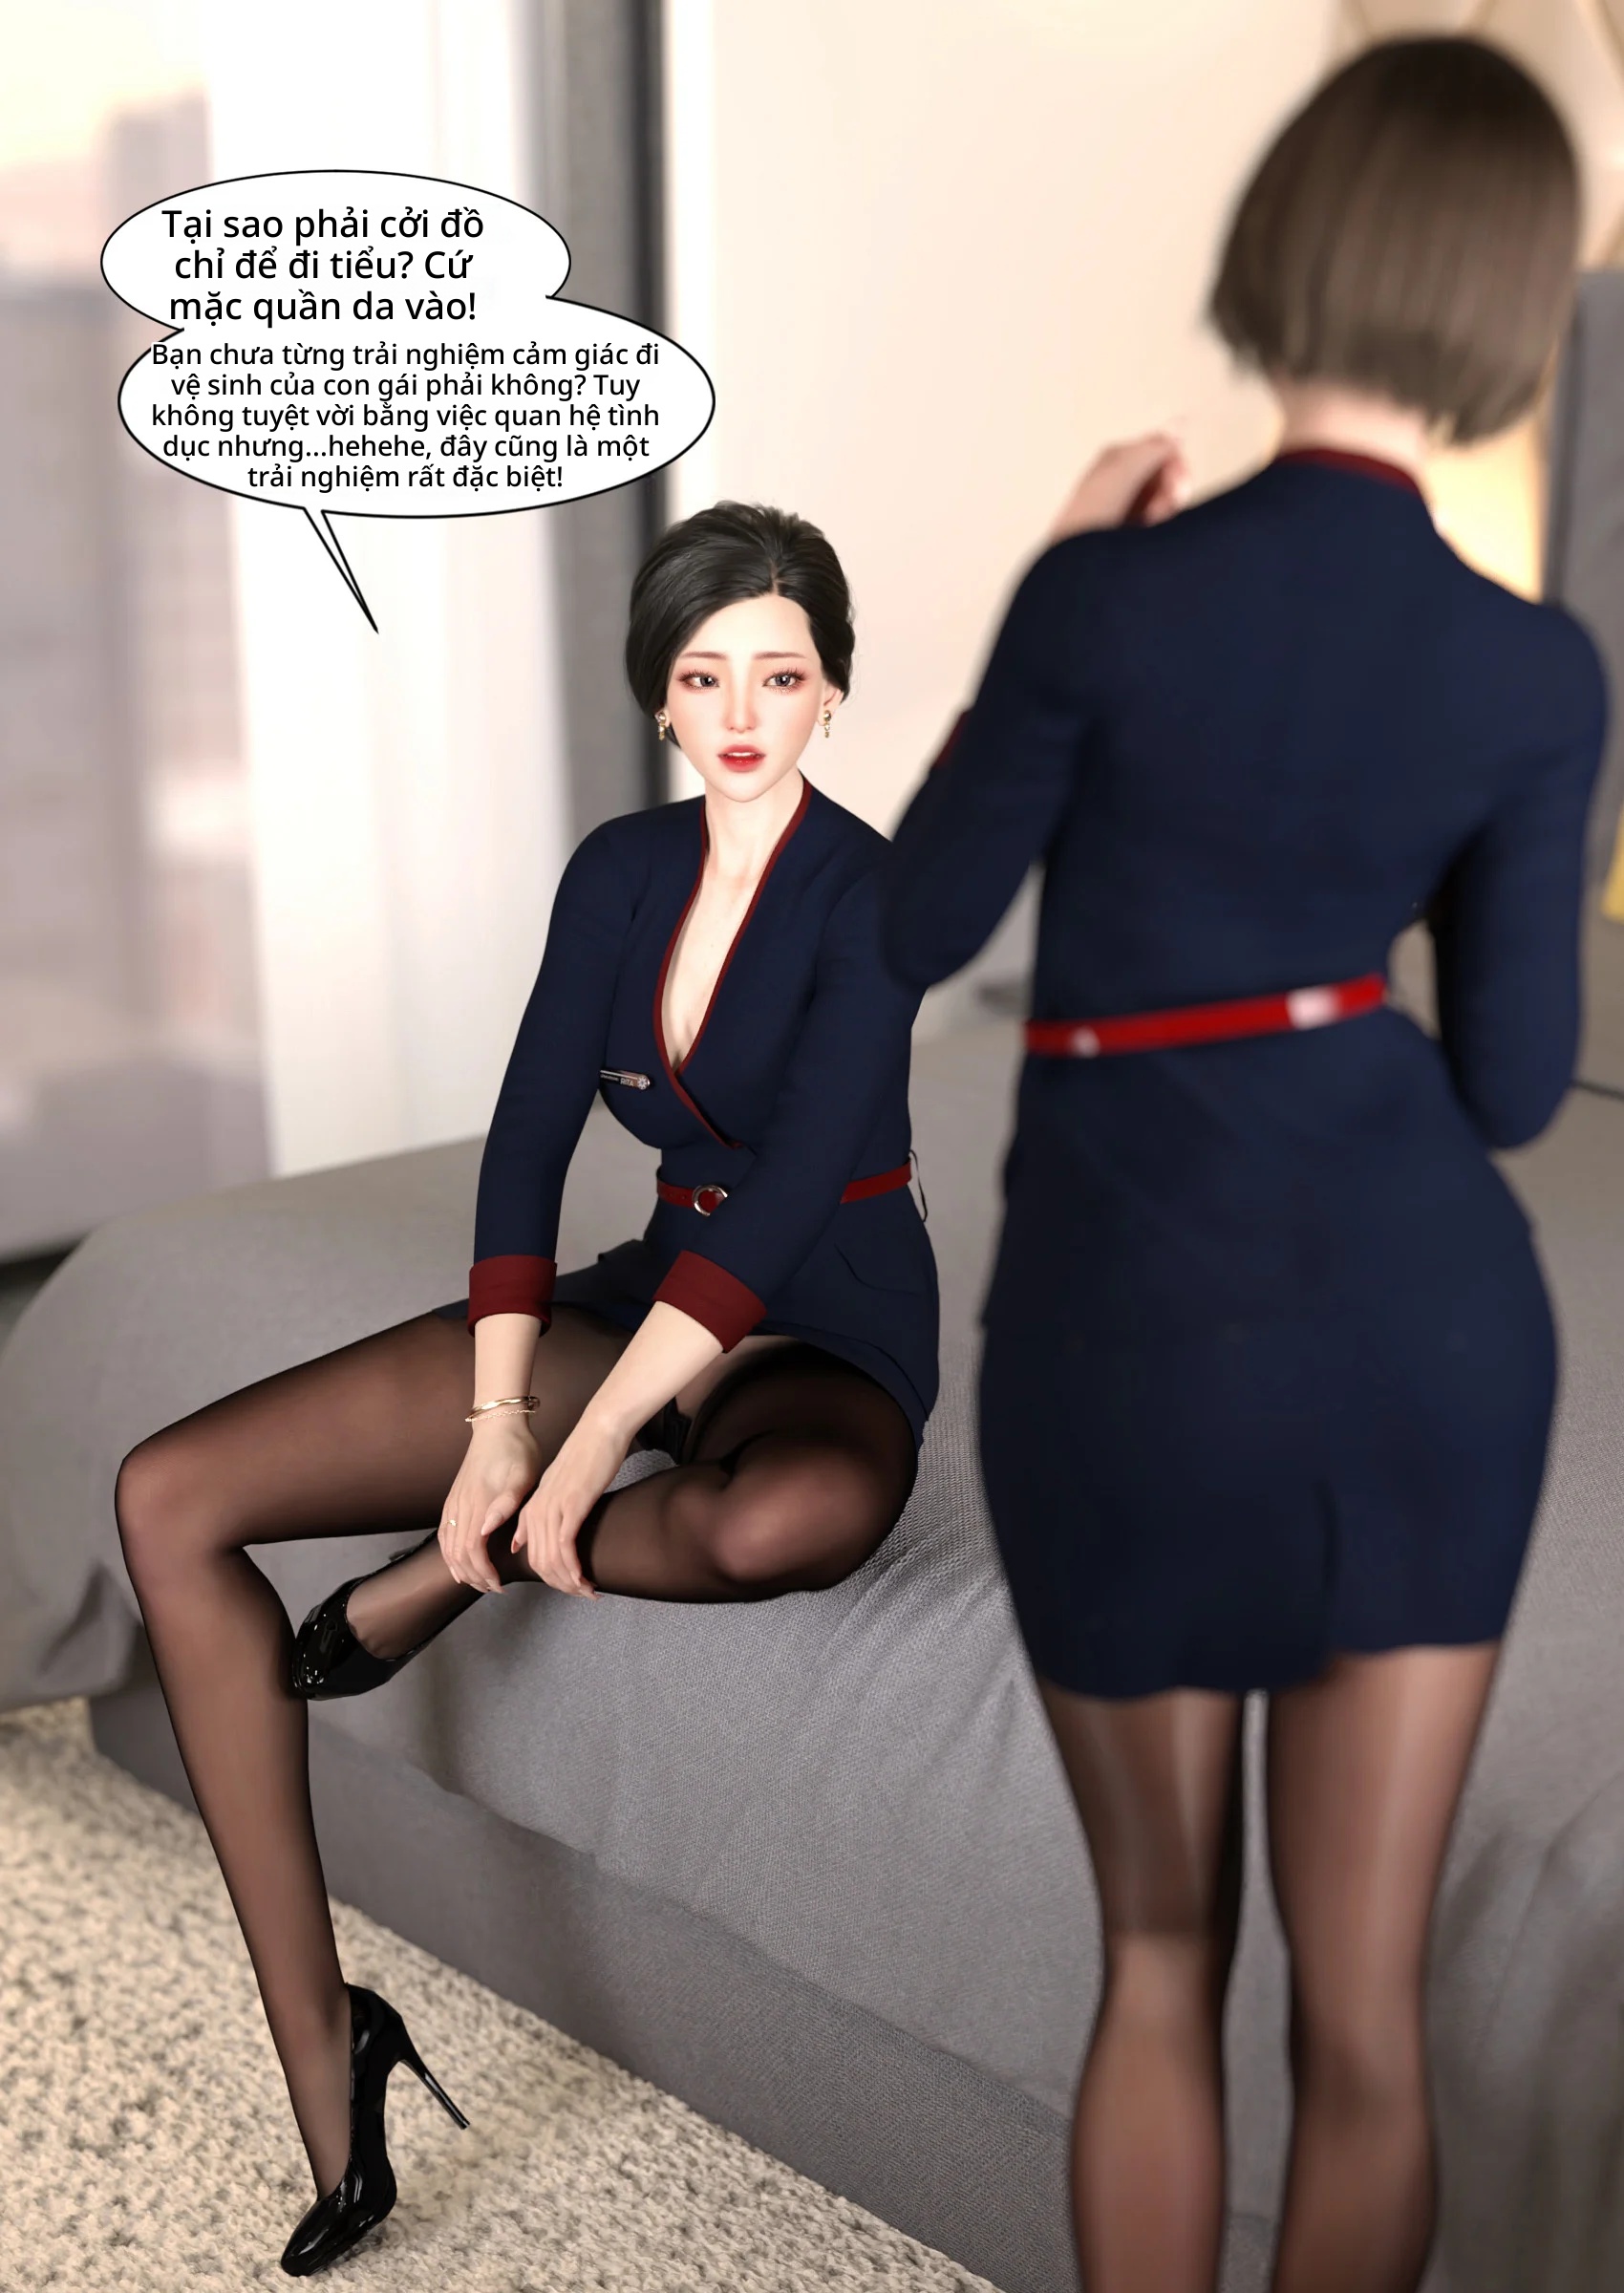 Tại sao phải cởi đồ
chỉ để đi tiểu? Cứ
mặc quần da vào!
Bạn chưa từng trải nghiệm cảm giác đi
vệ sinh của con gái phải không? Tuy
không tuyệt vời bằng việc quan hệ tình
dục nhưng...hehehe, đây cũng là một
trải nghiệm rất đặc biệt!